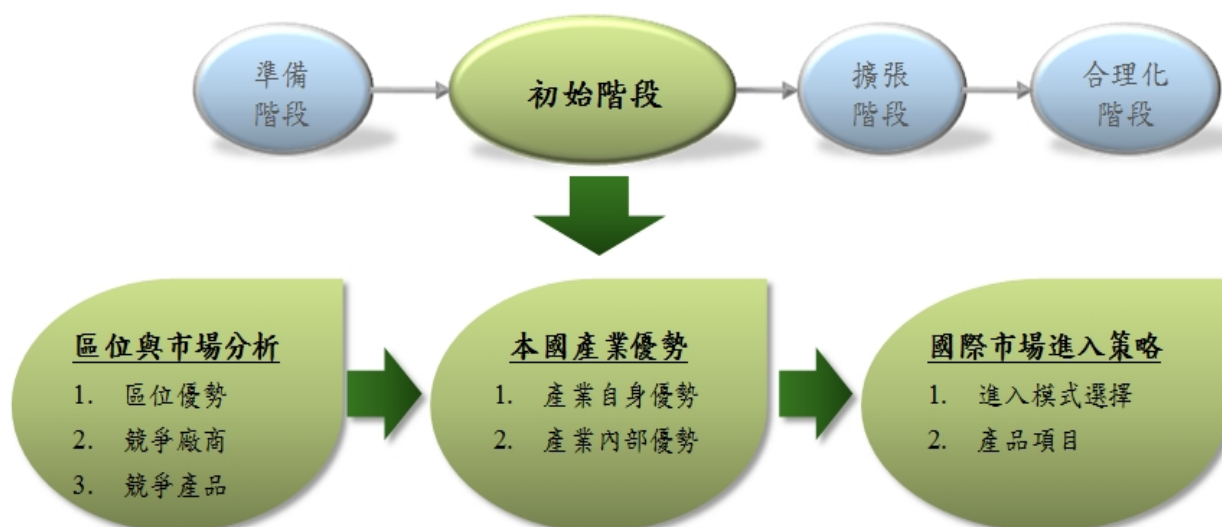 準備
階段
初始階段
擴張
階段
合理化
階段
區位與市場分析
1. 區位優勢
2. 競爭廠商
3. 競爭產品
本國產業優勢
1. 產業自身優勢
2. 產業內部優勢
國際市場進入策略
1. 進入模式選擇
2. 產品項目